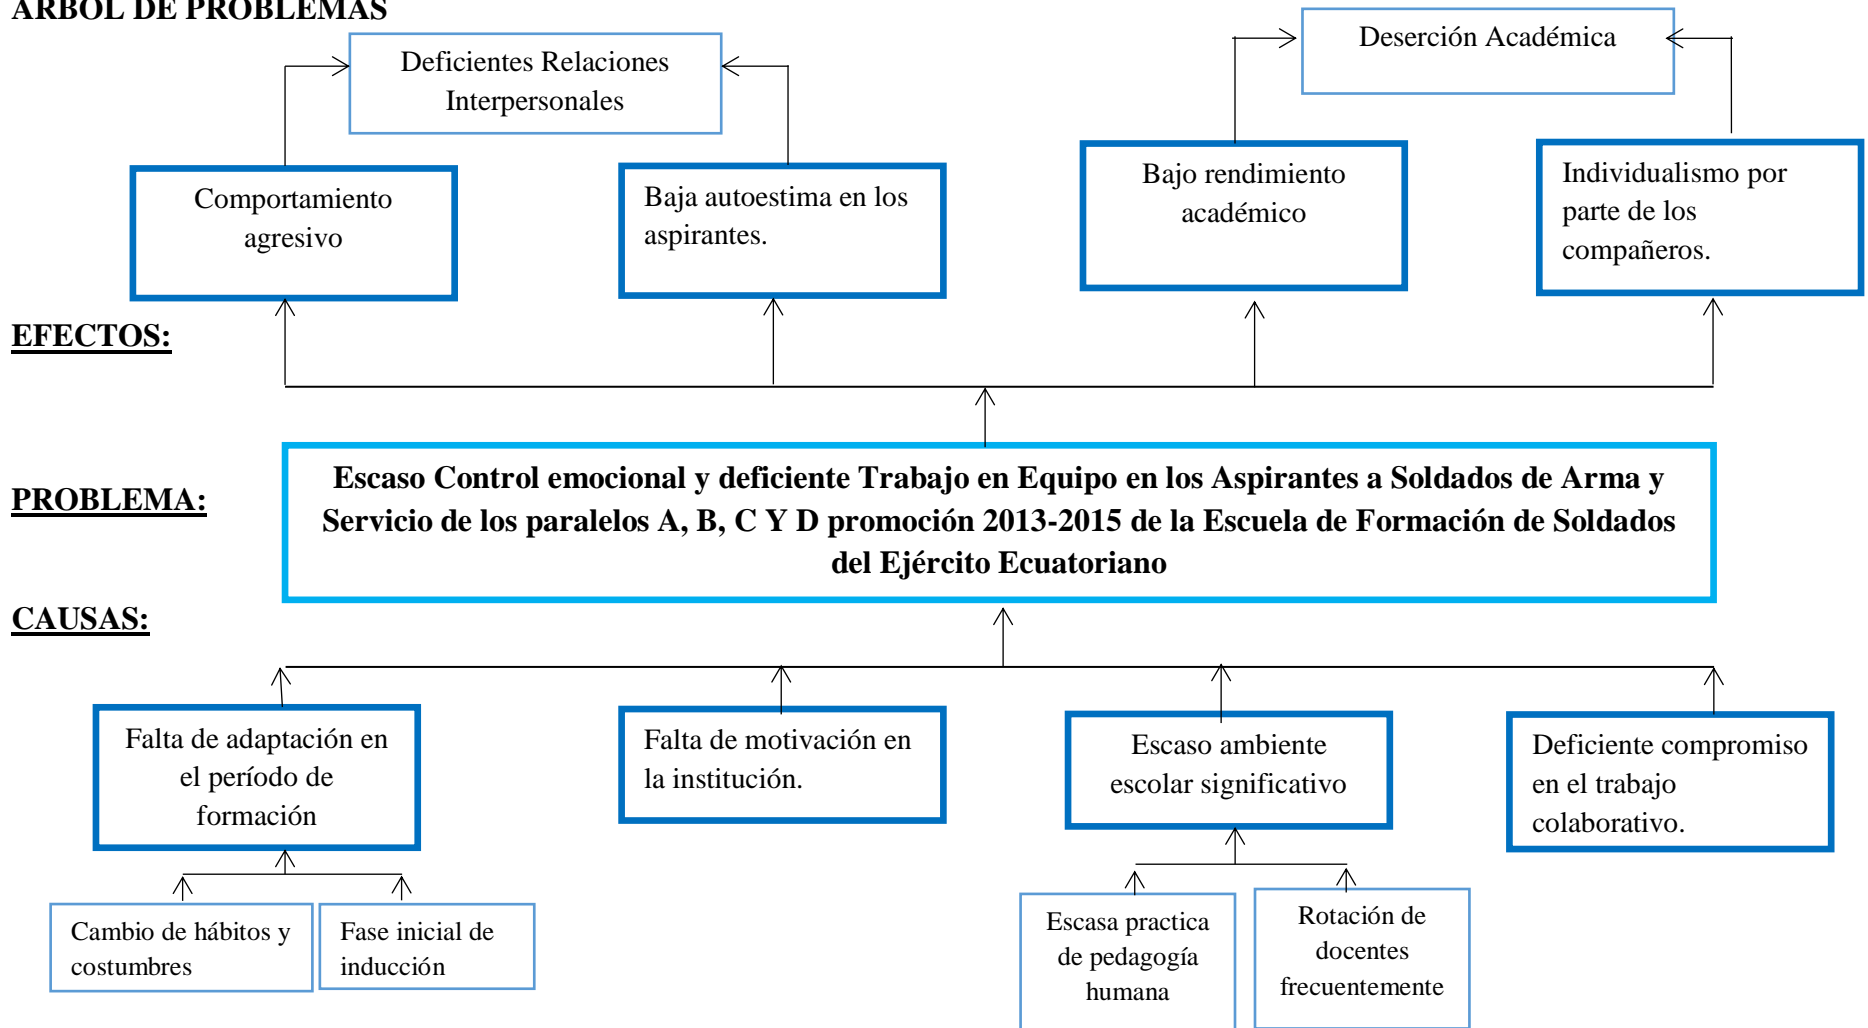 ARBOL DE PROBLEMAS
Deficientes Relaciones
Interpersonales
Deserción Académica
Comportamiento
agresivo
Baja autoestima en los
aspirantes.
Bajo rendimiento
académico
Individualismo por
parte de los
compañeros.
EFECTOS:
PROBLEMA:
Escaso Control emocional y deficiente Trabajo en Equipo en los Aspirantes a Soldados de Arma y
Servicio de los paralelos A, B, C Y D promoción 2013-2015 de la Escuela de Formación de Soldados
del Ejército Ecuatoriano
CAUSAS:
Falta de adaptación en
el período de
formación
Falta de motivación en
la institución.
Escaso ambiente
escolar significativo
Deficiente compromiso
en el trabajo
colaborativo.
Cambio de hábitos y
costumbres
Fase inicial de
inducción
Escasa practica
de pedagogía
humana
Rotación de
docentes
frecuentemente